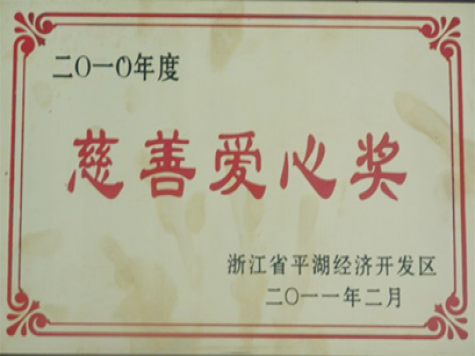 二〇一〇年度
慈善爱心奖
浙江省平湖经济开发区
二〇一一年二月